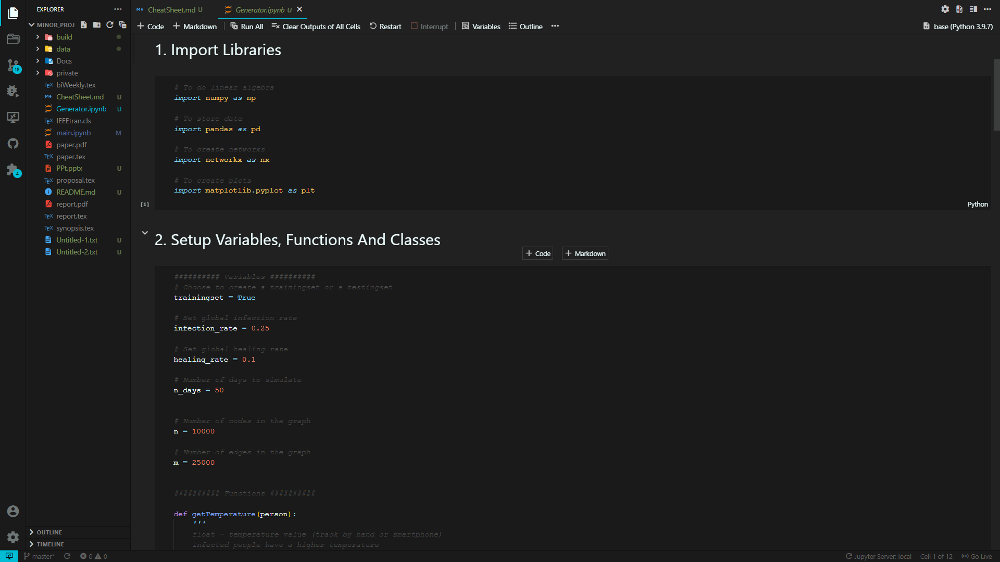 EXPLORER
MINOR_PROJ
build
data
Docs
private
biWeekly.tex
CheatSheet.md U
Generator.ipynb U
IEEEtran.cls
main.ipynb M
paper.pdf
paper.tex
PPt.pptx U
proposal.tex
README.md U
report.pdf
report.tex
synopsis.tex
Untitled-1.txt U
Untitled-2.txt U
OUTLINE
TIMELINE
18
4
CheatSheet.md U
Generator.ipynb U
Code Markdown Run All Clear Outputs of All Cells Restart Interrupt Variables Outline
base (Python 3.9.7)
1. Import Libraries
# To do linear algebra
import numpy as np
# To store data
import pandas as pd
# To create networks
import networkx as nx
# To create plots
import matplotlib.pyplot as plt
[1]
Python
2. Setup Variables, Functions And Classes
+ Code + Markdown
########## Variables ##########
# Choose to create a trainingset or a testingset
trainingset = True
# Set global infection rate
infection_rate = 0.25
# Set global healing rate
healing_rate = 0.1
# Number of days to simulate
n_days = 50
# Number of nodes in the graph
n = 10000
# Number of edges in the graph
m = 25000
########## Functions ##########
def getTemperature(person):
'''
float - temperature value (track by hand or smartphone)
Infected people have a higher temperature
master* 0 0
Jupyter Server: local Cell 1 of 12 Go Live